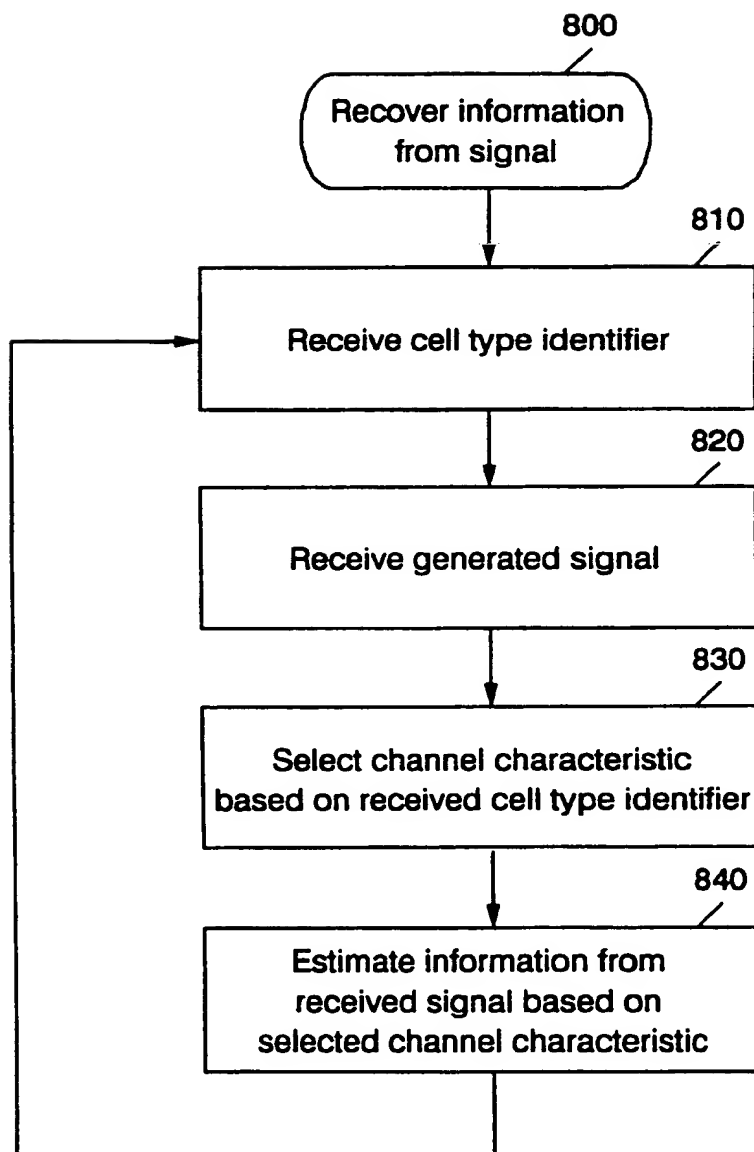 800
Recover information
from signal
810
Receive cell type identifier
820
Receive generated signal
830
Select channel characteristic
based on received cell type identifier
840
Estimate information from
received signal based on
selected channel characteristic